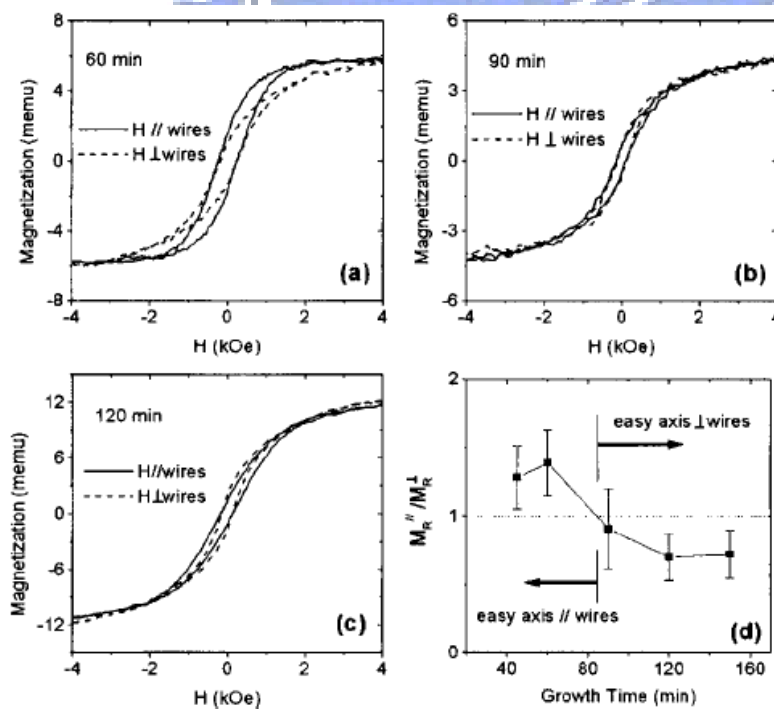 8
4
0
-4
-8
Magnetization (memu)
60 min
H // wires
H ⊥ wires
(a)
-4 -2 0 2 4
H (kOe)
6
3
0
-3
-6
Magnetization (memu)
90 min
H // wires
H ⊥ wires
(b)
-4 -2 0 2 4
H (kOe)
12
6
0
-6
-12
Magnetization (memu)
120 min
H//wires
H⊥wires
(c)
-4 -2 0 2 4
H (kOe)
2
1
0
M_R^// /M_R^⊥
easy axis ⊥ wires
easy axis // wires
(d)
40 80 120 160
Growth Time (min)